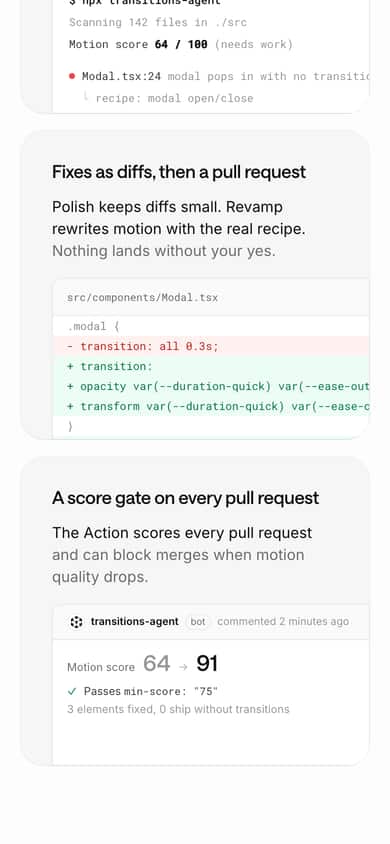 $ npx transitions-agent
Scanning 142 files in ./src
Motion score 64 / 100 (needs work)
Modal.tsx:24 modal pops in with no transitio
└ recipe: modal open/close
Fixes as diffs, then a pull request
Polish keeps diffs small. Revamp
rewrites motion with the real recipe.
Nothing lands without your yes.
src/components/Modal.tsx
.modal {
- transition: all 0.3s;
+ transition:
+ opacity var(--duration-quick) var(--ease-out
+ transform var(--duration-quick) var(--ease-o
}
A score gate on every pull request
The Action scores every pull request
and can block merges when motion
quality drops.
transitions-agent bot commented 2 minutes ago
Motion score 64 → 91
✓ Passes min-score: "75"
3 elements fixed, 0 ship without transitions